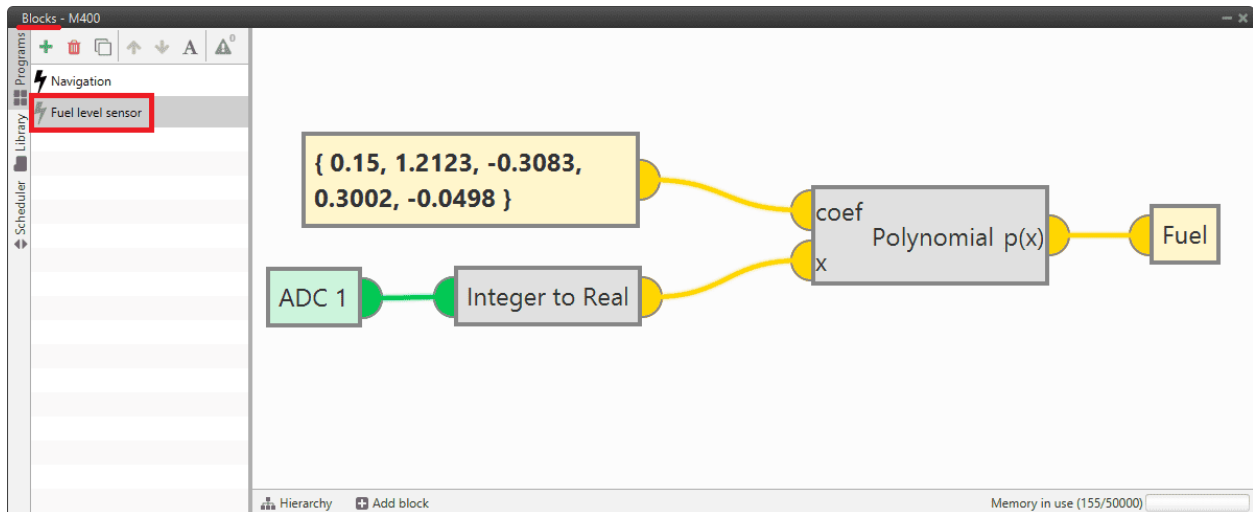 Blocks - M400
Programs
Library
Scheduler
A
0
Navigation
Fuel level sensor
{ 0.15, 1.2123, -0.3083,
0.3002, -0.0498 }
coef
Polynomial p(x)
x
Fuel
ADC 1
Integer to Real
Hierarchy
Add block
Memory in use (155/50000)